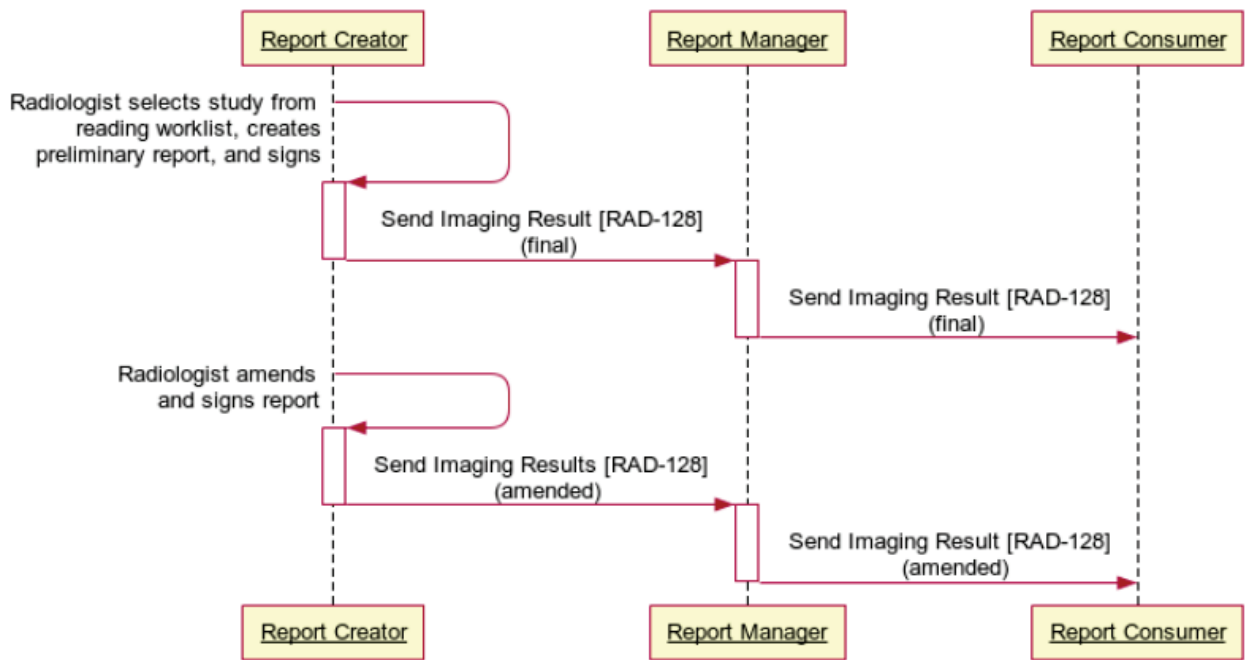 Report Creator
Report Manager
Report Consumer
Radiologist selects study from
reading worklist, creates
preliminary report, and signs
Send Imaging Result [RAD-128]
(final)
Send Imaging Result [RAD-128]
(final)
Radiologist amends
and signs report
Send Imaging Results [RAD-128]
(amended)
Send Imaging Result [RAD-128]
(amended)
Report Creator
Report Manager
Report Consumer